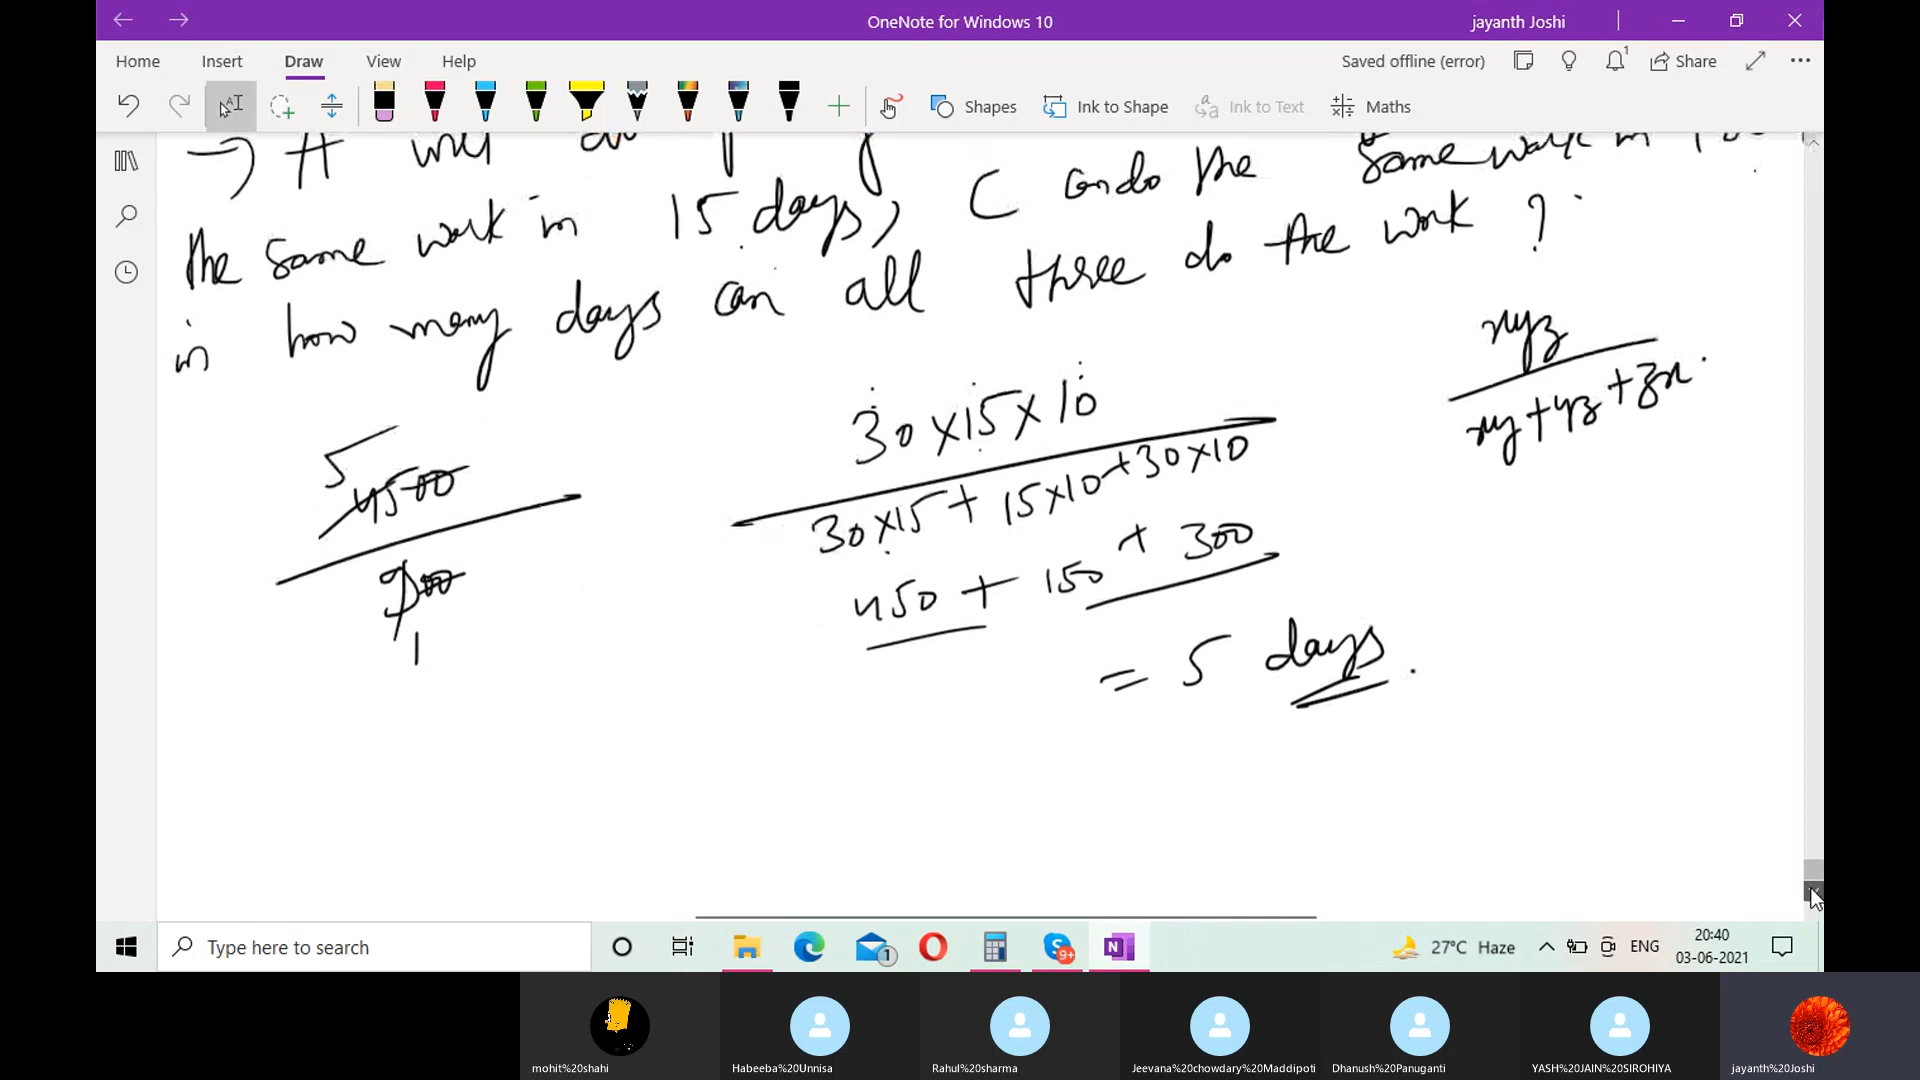 OneNote for Windows 10
jayanth Joshi
Home Insert Draw View Help
Saved offline (error)
1
Share
Shapes
Ink to Shape
Ink to Text
Maths
→ A will
the same work in 15 days, C can do the same work in
in how many days can all three do the work ?
xyz
xy+yz+zx.
30×15×10
30×15+15×10+30×10
450 + 150 + 300
= 5 days.
5
4500
900
1
Type here to search
1
9+
27°C Haze
ENG
20:40
03-06-2021
mohit%20shahi
Habeeba%20Unnisa
Rahul%20sharma
Jeevana%20chowdary%20Maddipoti
Dhanush%20Panuganti
YASH%20JAIN%20SIROHIYA
jayanth%20Joshi